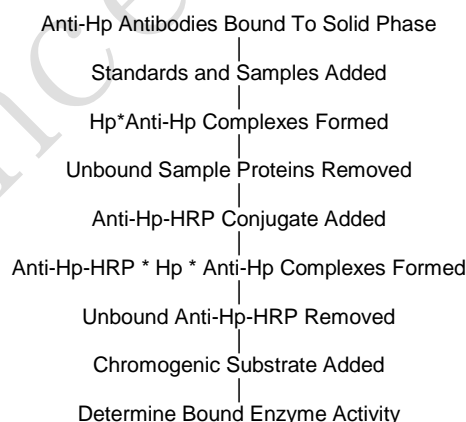 Anti-Hp Antibodies Bound To Solid Phase
Standards and Samples Added
Hp*Anti-Hp Complexes Formed
Unbound Sample Proteins Removed
Anti-Hp-HRP Conjugate Added
Anti-Hp-HRP * Hp * Anti-Hp Complexes Formed
Unbound Anti-Hp-HRP Removed
Chromogenic Substrate Added
Determine Bound Enzyme Activity